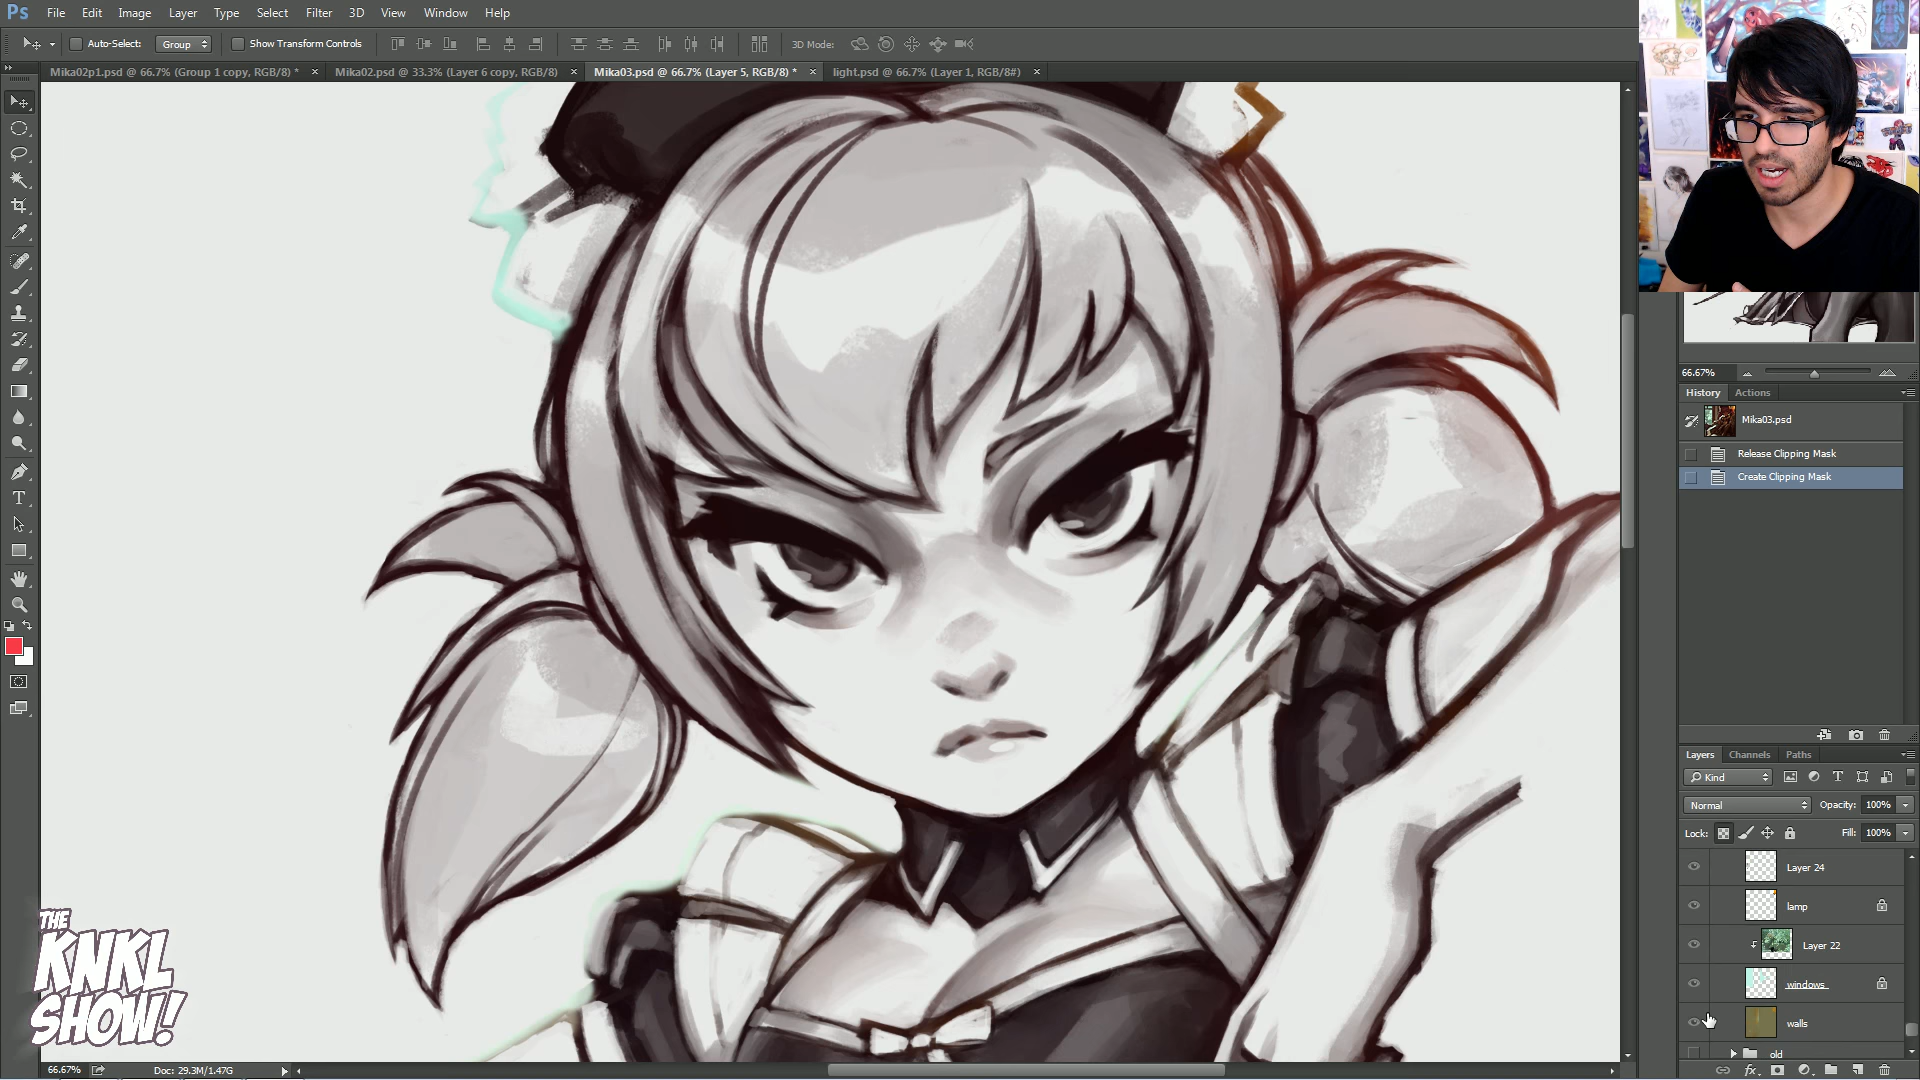 Ps File Edit Image Layer Type Select Filter 3D View Window Help
Auto-Select: Group Show Transform Controls 3D Mode:
Mika02p1.psd @ 66.7% (Group 1 copy, RGB/8) * × Mika02.psd @ 33.3% (Layer 6 copy, RGB/8) × Mika03.psd @ 66.7% (Layer 5, RGB/8) * × light.psd @ 66.7% (Layer 1, RGB/8#) ×
66.67%
History Actions
Mika03.psd
Release Clipping Mask
Create Clipping Mask
Layers Channels Paths
Kind
Normal Opacity: 100%
Lock: Fill: 100%
Layer 24
lamp
Layer 22
windows
walls
old
THE
KNKL
SHOW!
66.67% Doc: 29.3M/1.47G